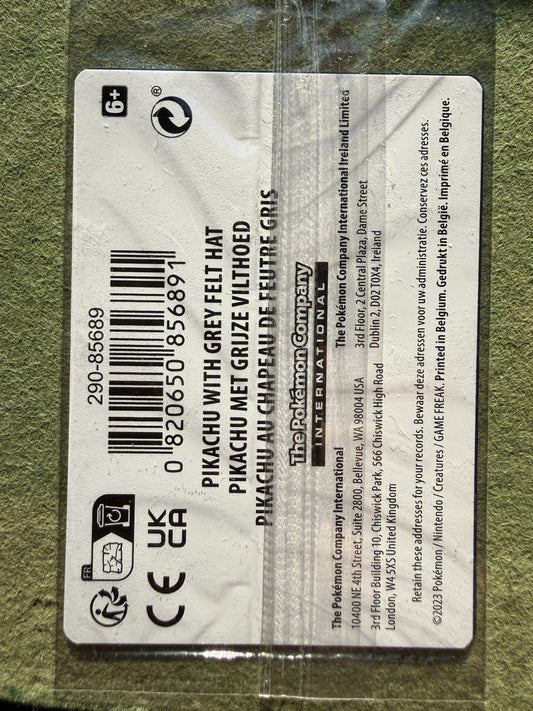 FR
290-85689
0 820650 856891
6+
®
CE
UK
CA
PIKACHU WITH GREY FELT HAT
PIKACHU MET GRIJZE VILTHOED
PIKACHU AU CHAPEAU DE FEUTRE GRIS
The Pokémon Company
INTERNATIONAL
The Pokémon Company International
10400 NE 4th Street, Suite 2800, Bellevue, WA 98004 USA
3rd Floor Building 10, Chiswick Park, 566 Chiswick High Road
London, W4 5XS United Kingdom
The Pokémon Company International Ireland Limited
3rd Floor, 2 Central Plaza, Dame Street
Dublin 2, D02 T0X4, Ireland
Retain these addresses for your records. Bewaar deze adressen voor uw administratie. Conservez ces adresses.
©2023 Pokémon / Nintendo / Creatures / GAME FREAK. Printed in Belgium. Gedrukt in België. Imprimé en Belgique.